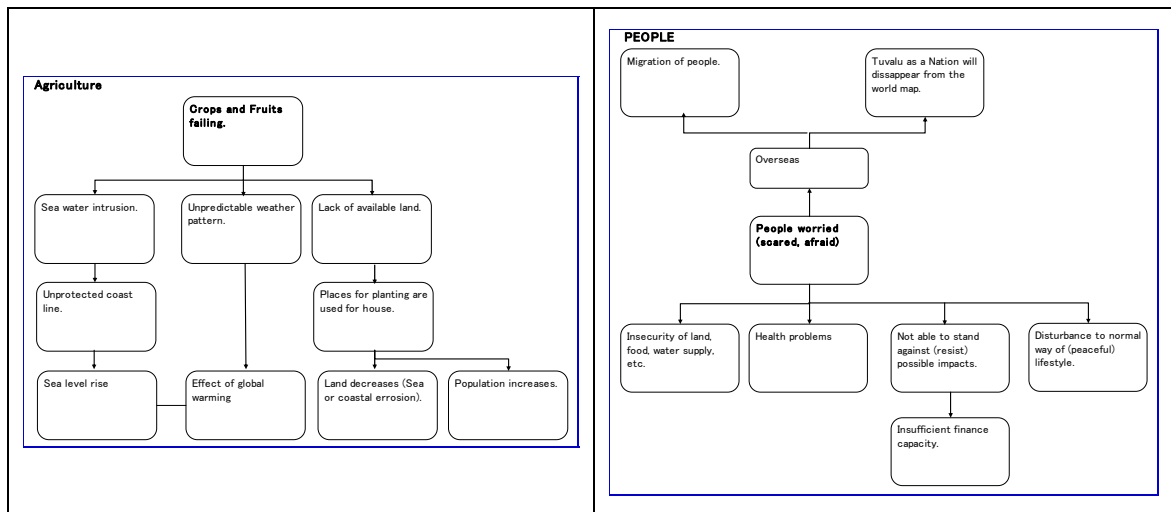 Agriculture
Crops and Fruits
failing.
Sea water intrusion.
Unpredictable weather
pattern.
Lack of available land.
Unprotected coast
line.
Places for planting are
used for house.
Sea level rise
Effect of global
warming
Land decreases (Sea
or coastal errosion).
Population increases.
PEOPLE
Migration of people.
Tuvalu as a Nation will
dissappear from the
world map.
Overseas
People worried
(scared, afraid)
Insecurity of land,
food, water supply,
etc.
Health problems
Not able to stand
against (resist)
possible impacts.
Disturbance to normal
way of (peaceful)
lifestyle.
Insufficient finance
capacity.